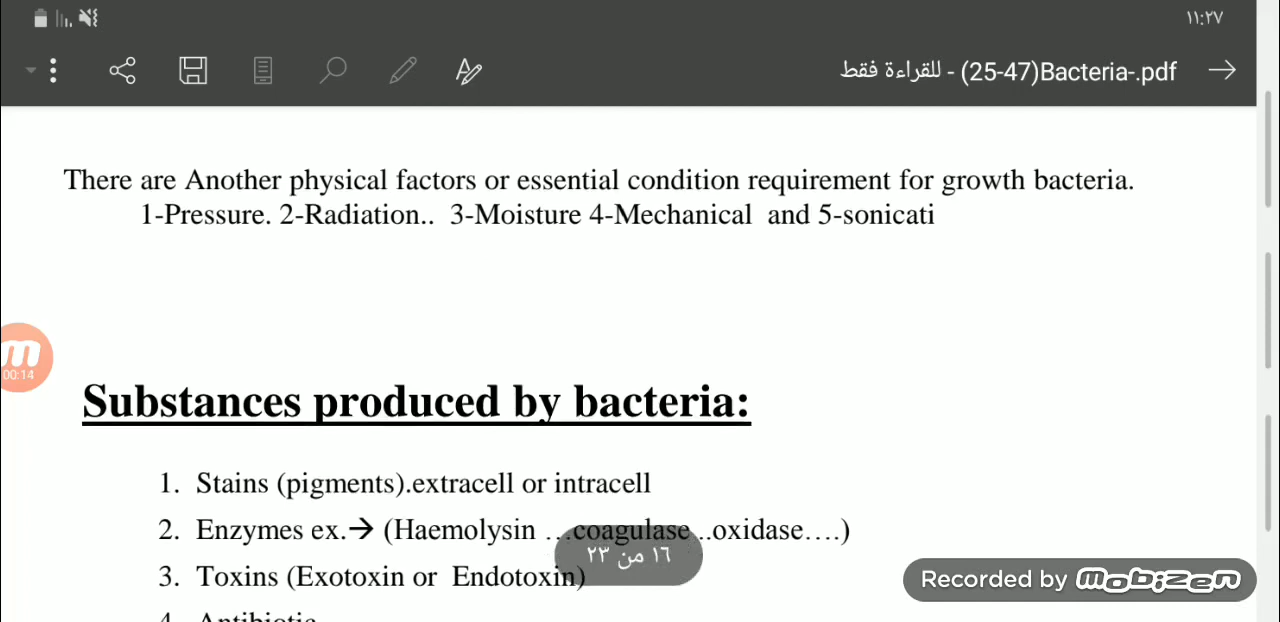 ١١:٢٧
(25-47)Bacteria-.pdf - للقراءة فقط
There are Another physical factors or essential condition requirement for growth bacteria.
1-Pressure. 2-Radiation.. 3-Moisture 4-Mechanical and 5-sonicati
00:14
Substances produced by bacteria:
1. Stains (pigments).extracell or intracell
2. Enzymes ex.→ (Haemolysin …coagulase..oxidase….)
١٦ من ٢٣
3. Toxins (Exotoxin or Endotoxin)
Recorded by mobizen
4. Antibiotic